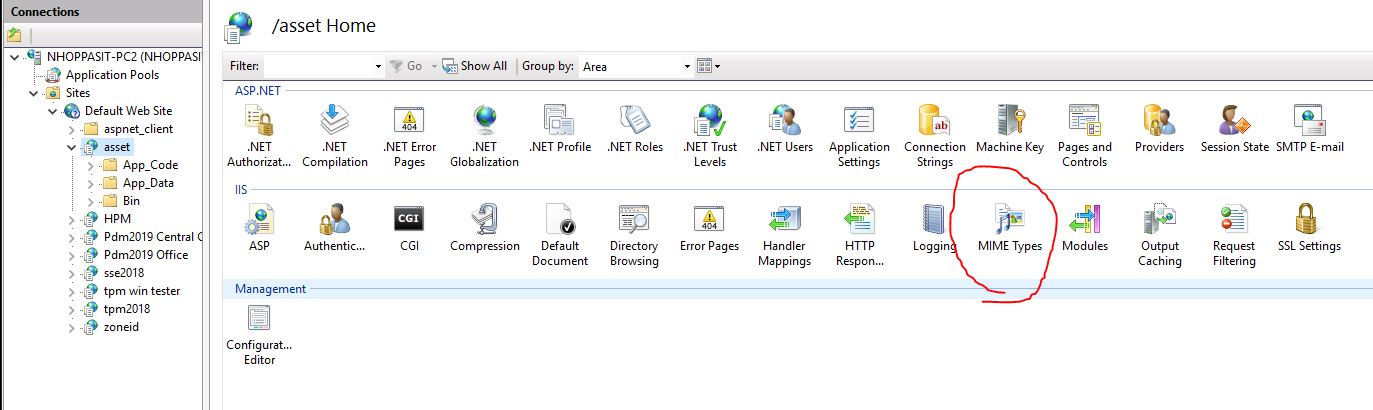 Connections
/asset Home
Filter:
Go
Show All
Group by:
Area
NHOPPASIT-PC2 (NHOPPASI
Application Pools
Sites
Default Web Site
aspnet_client
asset
App_Code
App_Data
Bin
HPM
Pdm2019 Central C
Pdm2019 Office
sse2018
tpm win tester
tpm2018
zoneid
ASP.NET
.NET
Authorizat...
.NET
Compilation
.NET Error
Pages
404
.NET
Globalization
.NET Profile
.NET Roles
.NET Trust
Levels
.NET Users
Application
Settings
ab
Connection
Strings
Machine Key
Pages and
Controls
Providers
Session State
SMTP E-mail
IIS
ASP
Authentic...
CGI
CGI
Compression
Default
Document
Directory
Browsing
404
Error Pages
Handler
Mappings
HTTP
Respon...
Logging
MIME Types
Modules
Output
Caching
Request
Filtering
SSL Settings
Management
Configurat...
Editor